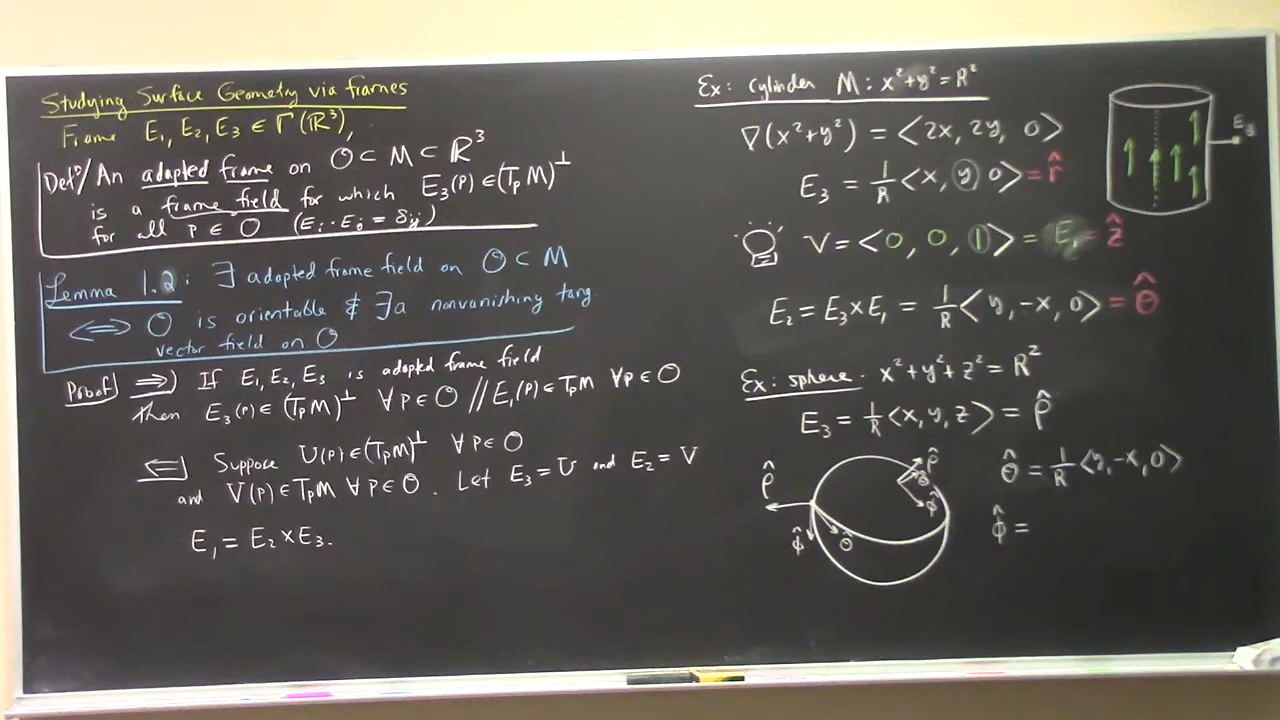 Studying Surface Geometry via frames
Frame E₁, E₂, E₃ ∈ Γ(ℝ³),
Defⁿ/ An adapted frame on O ⊂ M ⊂ ℝ³
is a frame field for which E₃(p) ∈ (TₚM)^⊥
for all p ∈ O (Eᵢ · Eⱼ = δᵢⱼ)
Lemma 1.2: ∃ adapted frame field on O ⊂ M
⟺ O is orientable & ∃ a nonvanishing tang
vector field on O
Proof ⟹) If E₁, E₂, E₃ is adapted frame field
then E₃(p) ∈ (TₚM)^⊥ ∀p ∈ O // E₁(p) ∈ TₚM ∀p ∈ O
⟸ Suppose U(p) ∈ (TₚM)^⊥ ∀p ∈ O
and V(p) ∈ TₚM ∀p ∈ O. Let E₃ = U and E₂ = V
E₁ = E₂ × E₃.
Ex: cylinder M: x² + y² = R²
∇(x² + y²) = ⟨2x, 2y, 0⟩
E₃ = 1/R ⟨x, y, 0⟩ = r̂
V = ⟨0, 0, 1⟩ = E₁ = ẑ
E₂ = E₃ × E₁ = 1/R ⟨y, -x, 0⟩ = θ̂
E₃
Ex: sphere. x² + y² + z² = R²
E₃ = 1/R ⟨x, y, z⟩ = ρ̂
ρ̂
φ̂
θ̂
ρ̂
θ̂
φ̂
θ̂ = 1/R ⟨y, -x, 0⟩
φ̂ =